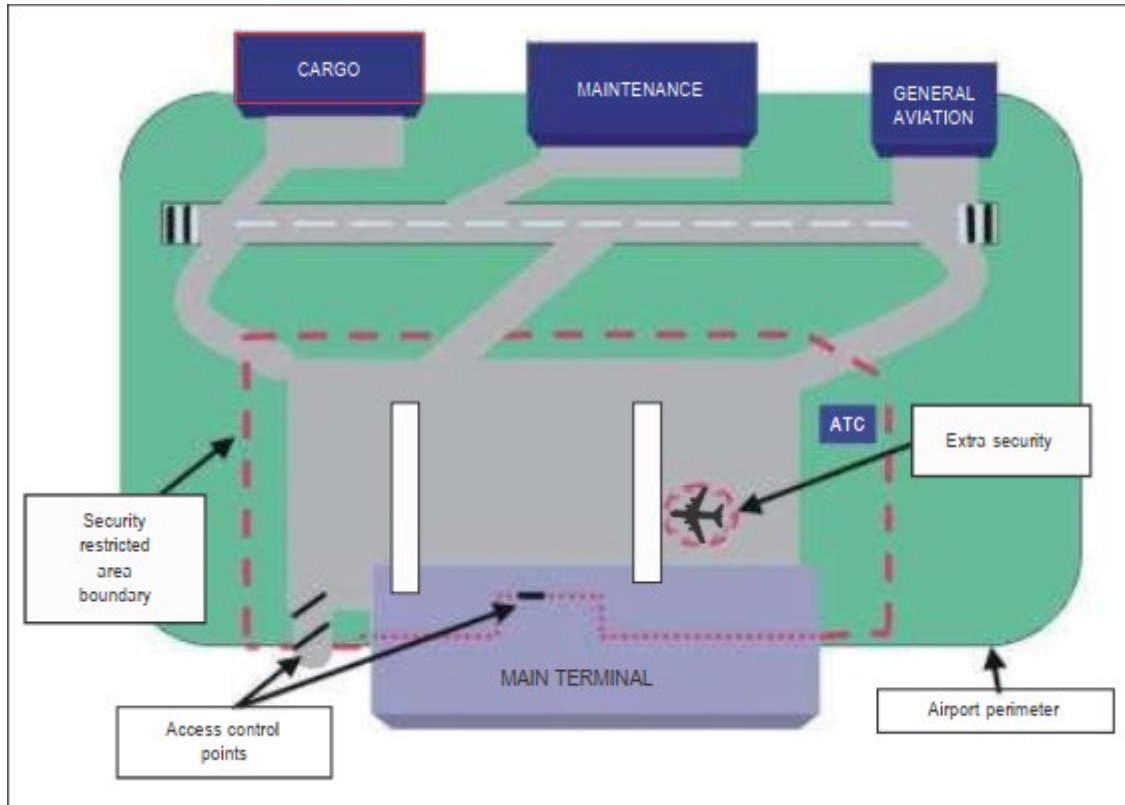 CARGO
MAINTENANCE
GENERAL
AVIATION
ATC
Extra security
Security
restricted
area
boundary
MAIN TERMINAL
Access control
points
Airport perimeter